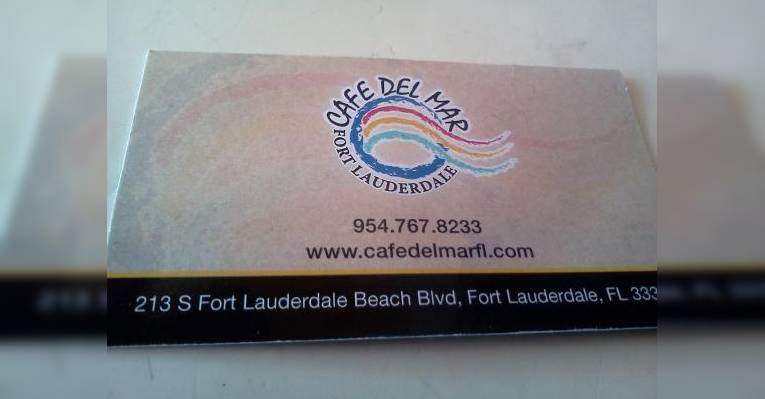 CAFE DEL MAR
FORT LAUDERDALE
954.767.8233
www.cafedelmarfl.com
213 S Fort Lauderdale Beach Blvd, Fort Lauderdale, FL 333